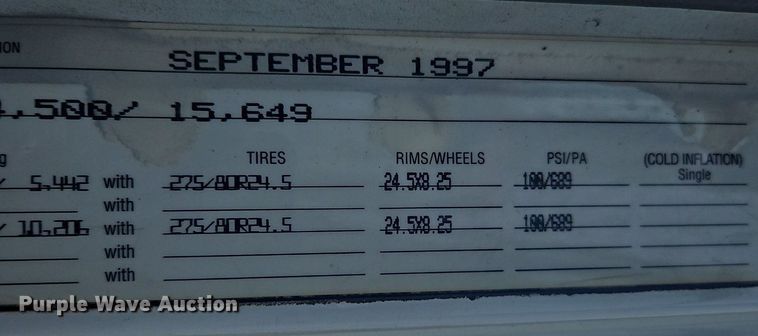 ION
SEPTEMBER 1997
,500/ 15,649
g TIRES RIMS/WHEELS PSI/PA (COLD INFLATION)
Single
/ 5,442 with 275/80R24.5 24.5X8.25 100/689
with
/ 10,206 with 275/80R24.5 24.5X8.25 100/689
with
with
Purple Wave Auction